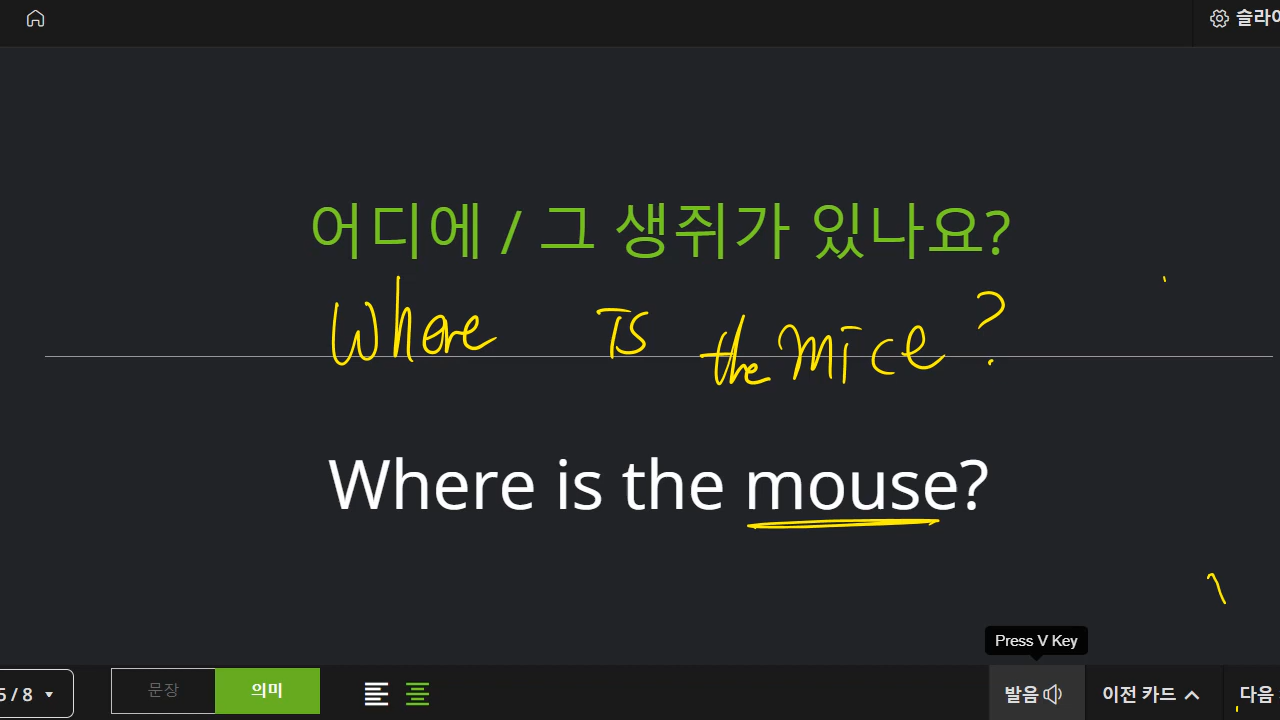 슬라이
어디에 / 그 생쥐가 있나요?
Where is the mice ?
Where is the mouse?
Press V Key
5 / 8 문장 의미 발음 이전 카드 다음